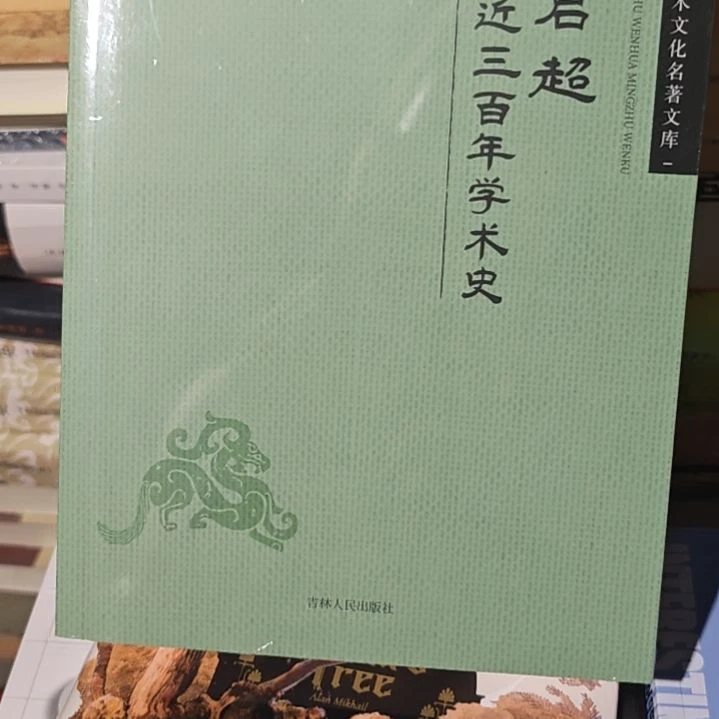 术文化名著文库
HU WENHUA MINGZHU WENKU
启超
近三百年学术史
吉林人民出版社
Tree
Alan Mikhail